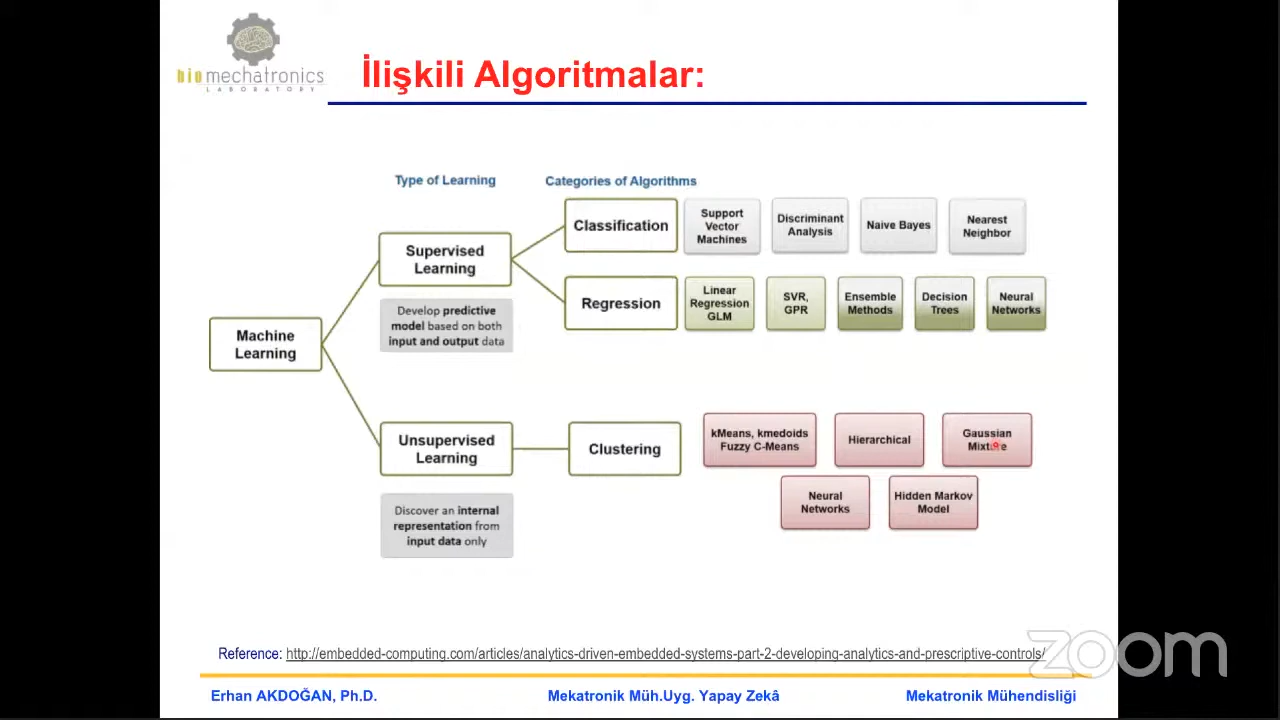 biomechatronics
LABORATORY
İlişkili Algoritmalar:
Type of Learning
Categories of Algorithms
Machine
Learning
Supervised
Learning
Develop predictive
model based on both
input and output data
Classification
Support
Vector
Machines
Discriminant
Analysis
Naive Bayes
Nearest
Neighbor
Regression
Linear
Regression
GLM
SVR,
GPR
Ensemble
Methods
Decision
Trees
Neural
Networks
Unsupervised
Learning
Discover an internal
representation from
input data only
Clustering
kMeans, kmedoids
Fuzzy C-Means
Hierarchical
Gaussian
Mixture
Neural
Networks
Hidden Markov
Model
Reference: http://embedded-computing.com/articles/analytics-driven-embedded-systems-part-2-developing-analytics-and-prescriptive-controls/
zoom
Erhan AKDOĞAN, Ph.D.
Mekatronik Müh.Uyg. Yapay Zekâ
Mekatronik Mühendisliği